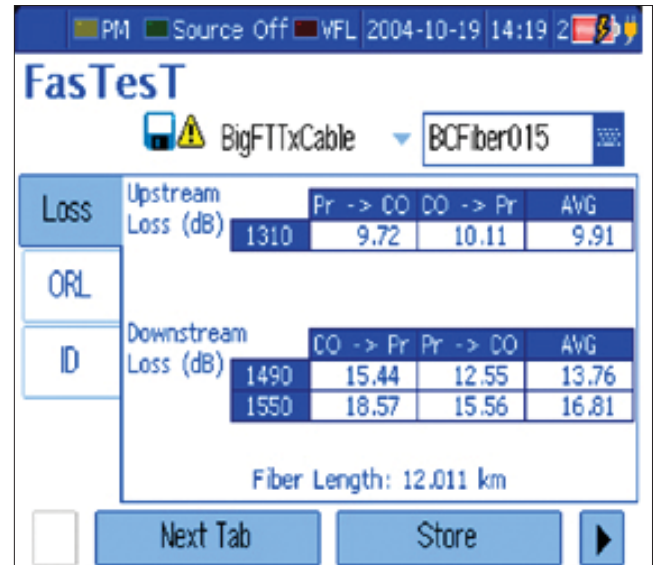 PM Source Off VFL 2004-10-19 14:19 2
FasTesT
BigFTTxCable BCFiber015
Loss
Upstream
Loss (dB)
Pr -> CO CO -> Pr AVG
1310 9.72 10.11 9.91
ORL
ID
Downstream
Loss (dB)
CO -> Pr Pr -> CO AVG
1490 15.44 12.55 13.76
1550 18.57 15.56 16.81
Fiber Length: 12.011 km
Next Tab Store